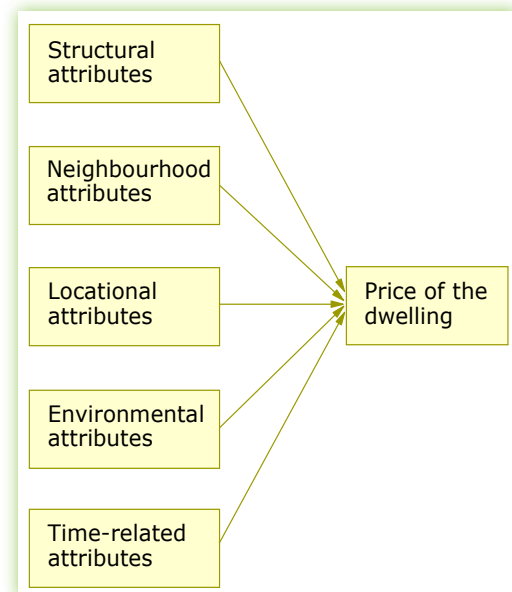 Structural
attributes
Neighbourhood
attributes
Locational
attributes
Price of the
dwelling
Environmental
attributes
Time-related
attributes